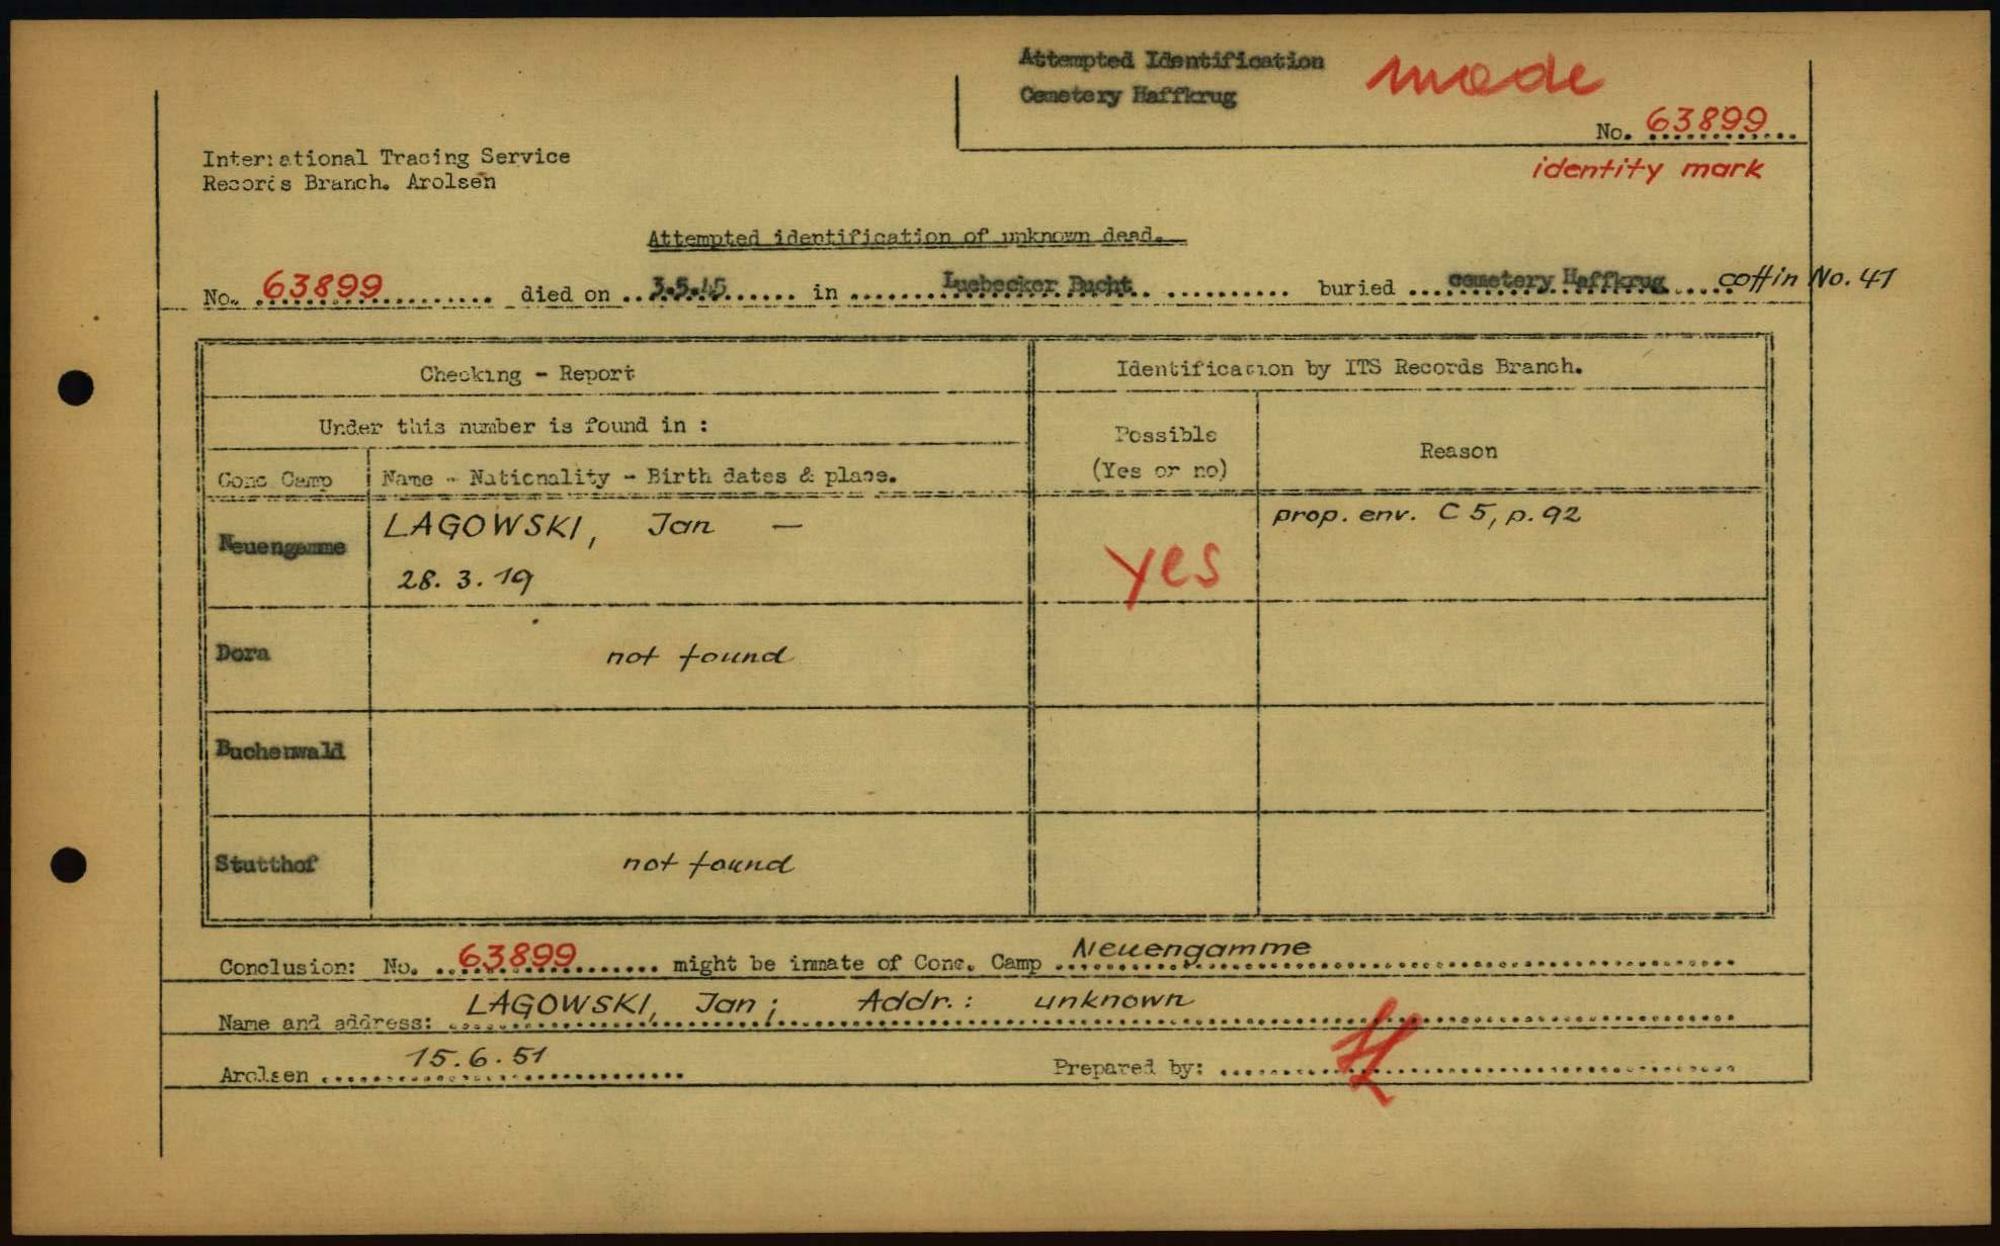 Attempted Identification made
Cemetery Haffkrug
No. 63899
identity mark
International Tracing Service
Records Branch. Arolsen
Attempted identification of unknown dead.
No. 63899 died on 3.5.45 in Luebecker Bucht buried cemetery Haffkrug coffin No. 41
Checking - Report
Identification by ITS Records Branch.
Under this number is found in :
Possible
(Yes or no)
Reason
Conc Camp
Name - Nationality - Birth dates & place.
Neuengamme
LAGOWSKI, Jan —
28. 3. 19
yes
prop. env. C 5, p. 92
Dora
not found
Buchenwald
Stutthof
not found
Conclusion: No. 63899 might be inmate of Conc. Camp Neuengamme
Name and address: LAGOWSKI, Jan; Addr.: unknown
Arolsen 15.6.51
Prepared by: